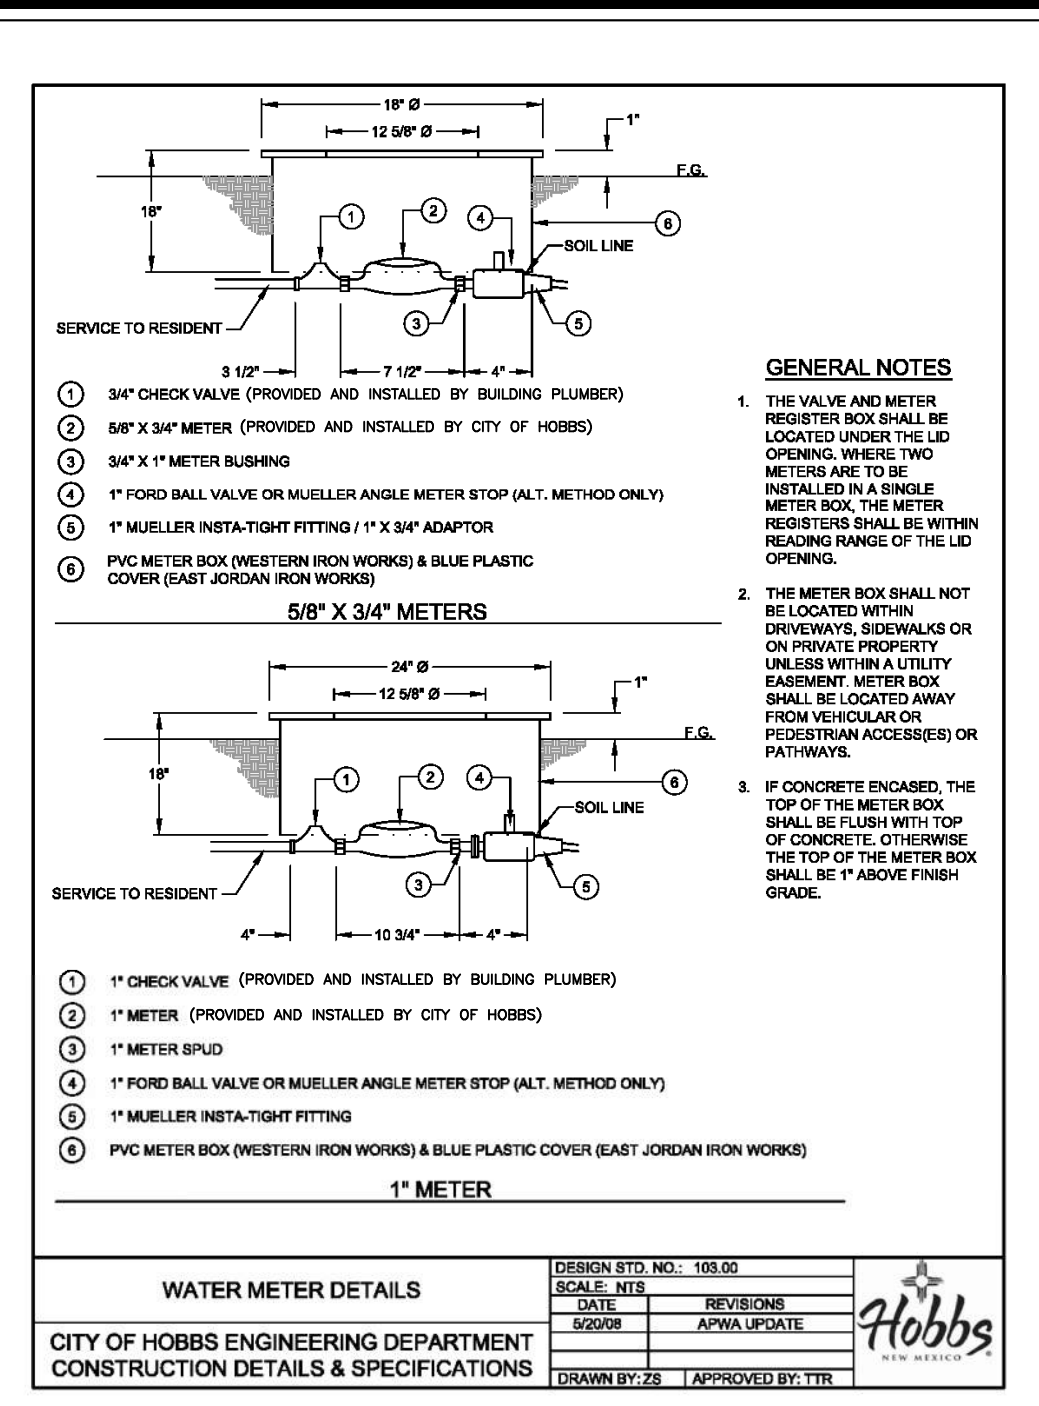 18" Ø
12 5/8" Ø
1"
F.G.
18"
1
2
4
6
SOIL LINE
SERVICE TO RESIDENT
3
5
3 1/2"
7 1/2"
4"
1 3/4" CHECK VALVE (PROVIDED AND INSTALLED BY BUILDING PLUMBER)
2 5/8" X 3/4" METER (PROVIDED AND INSTALLED BY CITY OF HOBBS)
3 3/4" X 1" METER BUSHING
4 1" FORD BALL VALVE OR MUELLER ANGLE METER STOP (ALT. METHOD ONLY)
5 1" MUELLER INSTA-TIGHT FITTING / 1" X 3/4" ADAPTOR
6 PVC METER BOX (WESTERN IRON WORKS) & BLUE PLASTIC
COVER (EAST JORDAN IRON WORKS)
5/8" X 3/4" METERS
24" Ø
12 5/8" Ø
1"
F.G.
18"
1
2
4
6
SOIL LINE
SERVICE TO RESIDENT
3
5
4"
10 3/4"
4"
1 1" CHECK VALVE (PROVIDED AND INSTALLED BY BUILDING PLUMBER)
2 1" METER (PROVIDED AND INSTALLED BY CITY OF HOBBS)
3 1" METER SPUD
4 1" FORD BALL VALVE OR MUELLER ANGLE METER STOP (ALT. METHOD ONLY)
5 1" MUELLER INSTA-TIGHT FITTING
6 PVC METER BOX (WESTERN IRON WORKS) & BLUE PLASTIC COVER (EAST JORDAN IRON WORKS)
1" METER
GENERAL NOTES
1. THE VALVE AND METER
REGISTER BOX SHALL BE
LOCATED UNDER THE LID
OPENING. WHERE TWO
METERS ARE TO BE
INSTALLED IN A SINGLE
METER BOX, THE METER
REGISTERS SHALL BE WITHIN
READING RANGE OF THE LID
OPENING.
2. THE METER BOX SHALL NOT
BE LOCATED WITHIN
DRIVEWAYS, SIDEWALKS OR
ON PRIVATE PROPERTY
UNLESS WITHIN A UTILITY
EASEMENT. METER BOX
SHALL BE LOCATED AWAY
FROM VEHICULAR OR
PEDESTRIAN ACCESS(ES) OR
PATHWAYS.
3. IF CONCRETE ENCASED, THE
TOP OF THE METER BOX
SHALL BE FLUSH WITH TOP
OF CONCRETE. OTHERWISE
THE TOP OF THE METER BOX
SHALL BE 1" ABOVE FINISH
GRADE.
WATER METER DETAILS
CITY OF HOBBS ENGINEERING DEPARTMENT
CONSTRUCTION DETAILS & SPECIFICATIONS
DESIGN STD. NO.: 103.00
SCALE: NTS
DATE REVISIONS
5/20/08 APWA UPDATE
DRAWN BY: ZS APPROVED BY: TTR
Hobbs
NEW MEXICO